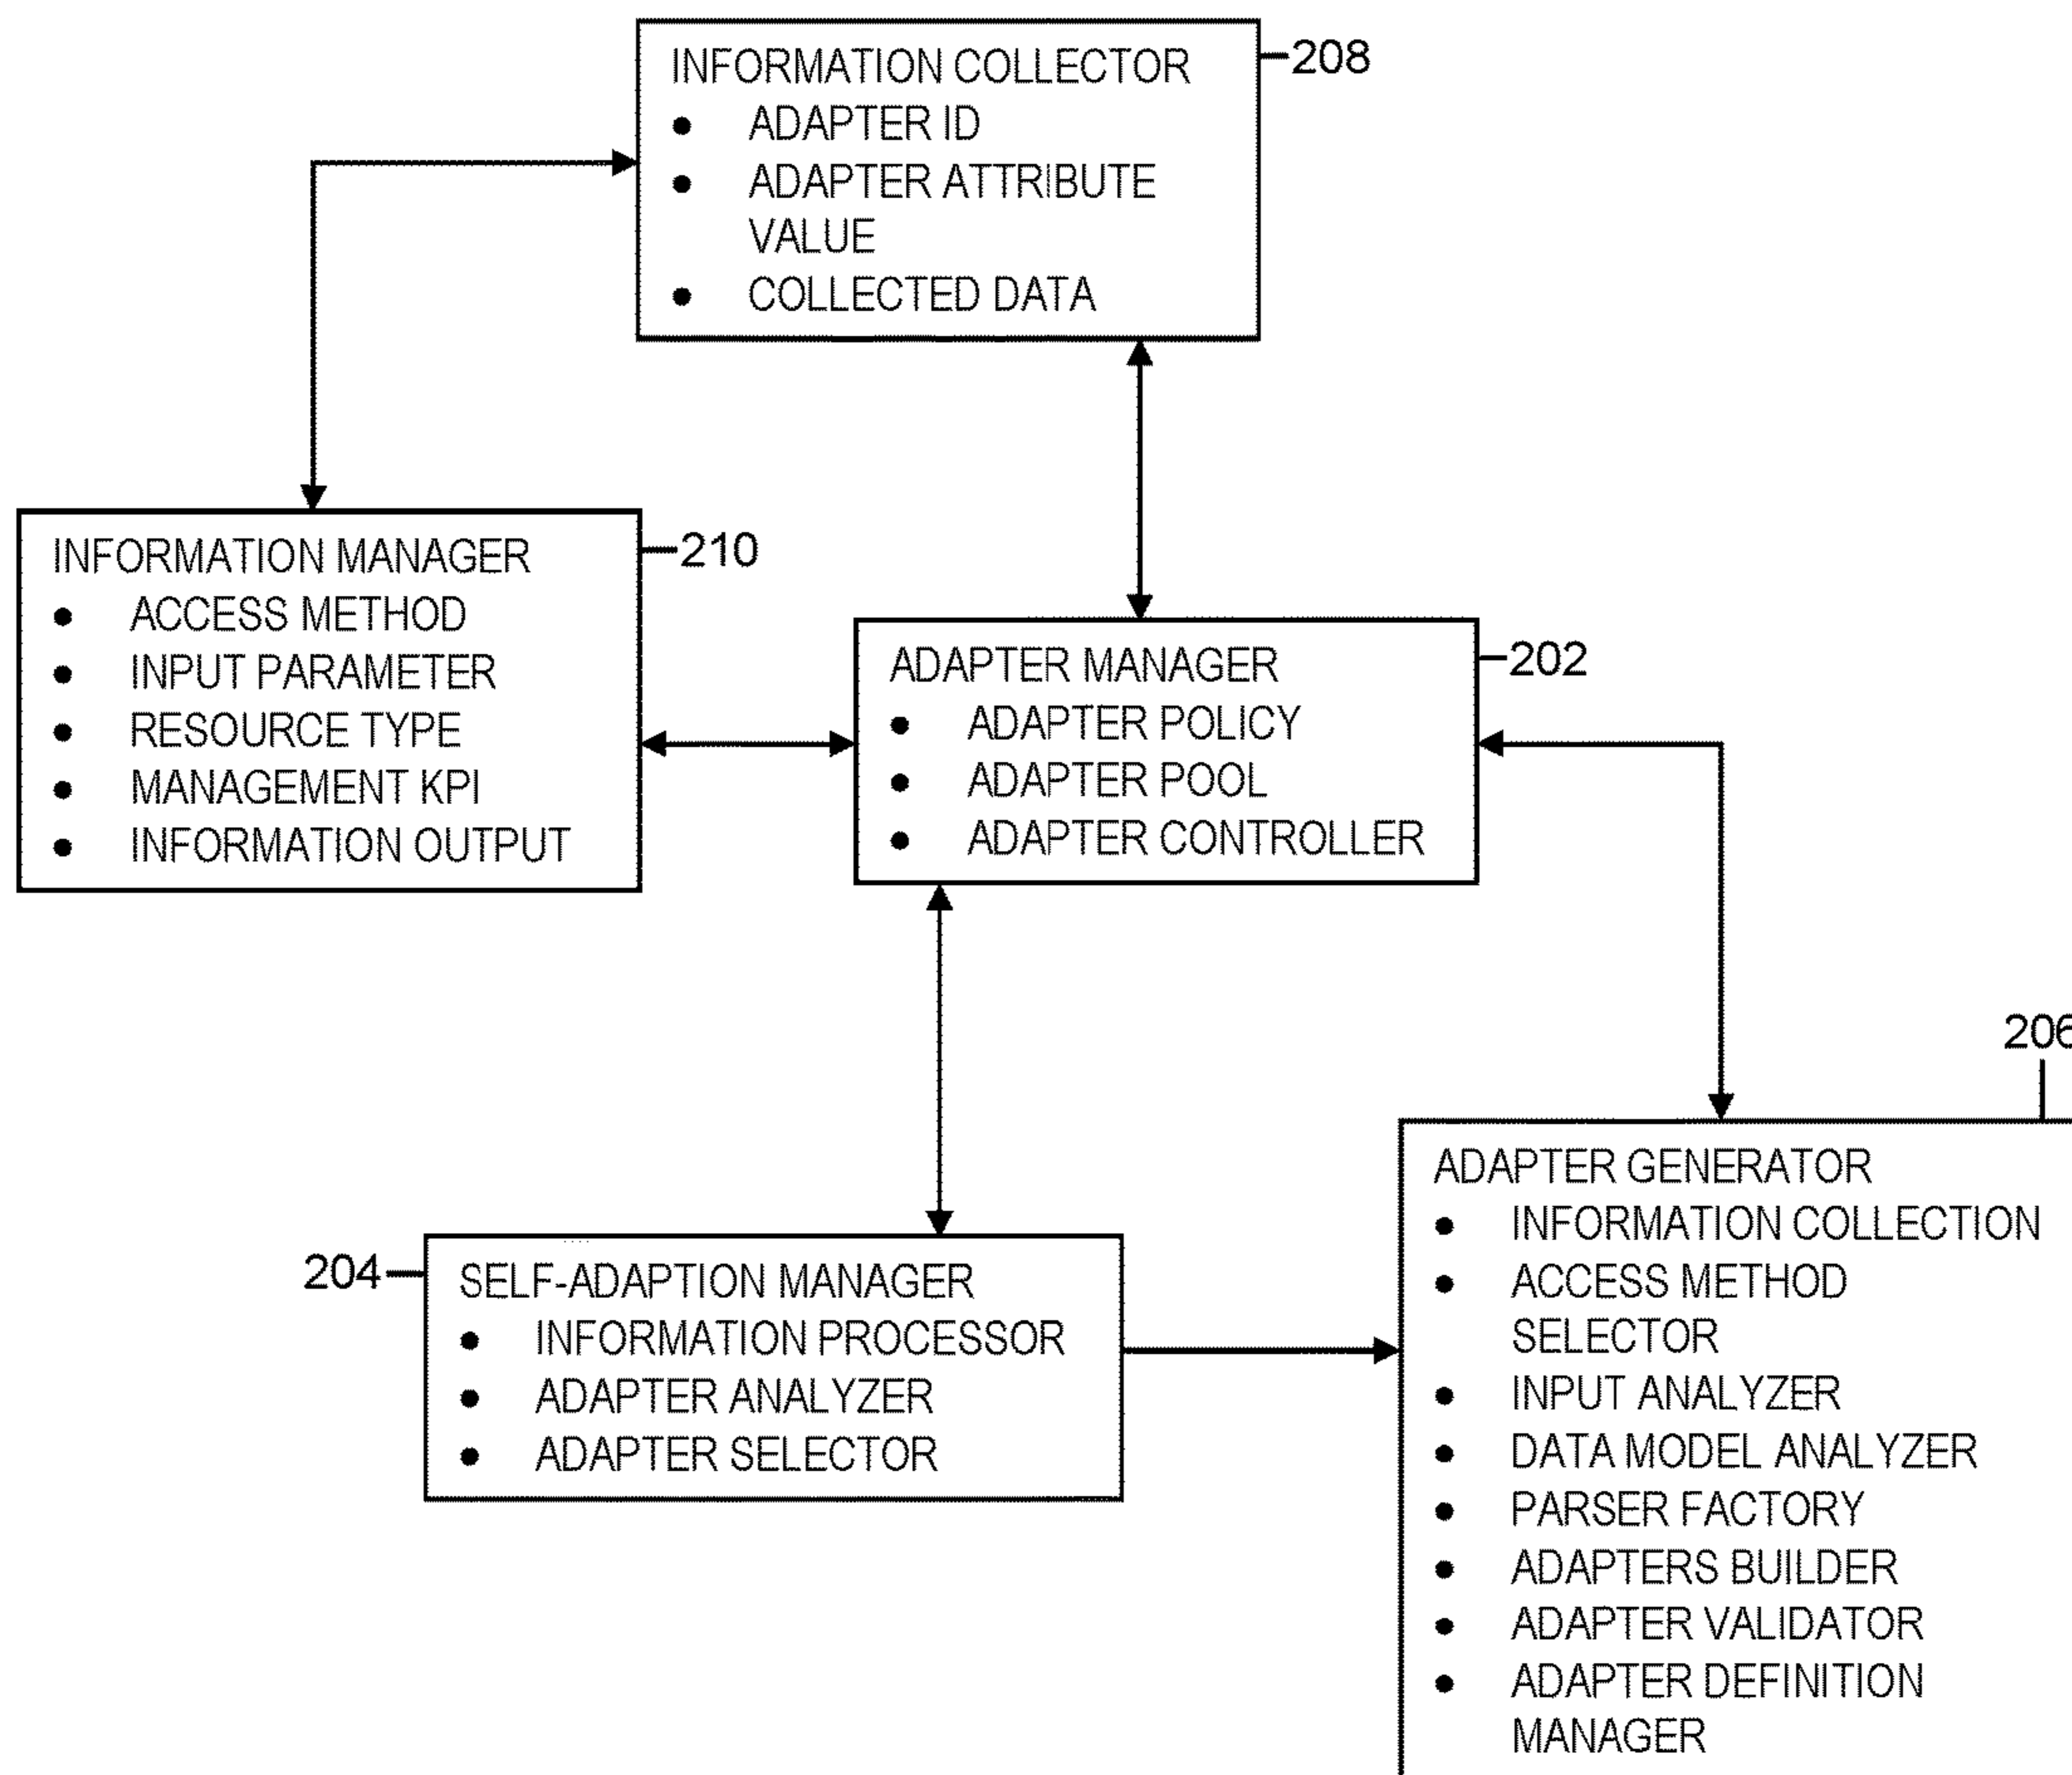 INFORMATION COLLECTOR
208
● ADAPTER ID
● ADAPTER ATTRIBUTE
VALUE
● COLLECTED DATA
INFORMATION MANAGER
210
● ACCESS METHOD
● INPUT PARAMETER
● RESOURCE TYPE
● MANAGEMENT KPI
● INFORMATION OUTPUT
ADAPTER MANAGER
202
● ADAPTER POLICY
● ADAPTER POOL
● ADAPTER CONTROLLER
204
SELF-ADAPTION MANAGER
● INFORMATION PROCESSOR
● ADAPTER ANALYZER
● ADAPTER SELECTOR
206
ADAPTER GENERATOR
● INFORMATION COLLECTION
● ACCESS METHOD
SELECTOR
● INPUT ANALYZER
● DATA MODEL ANALYZER
● PARSER FACTORY
● ADAPTERS BUILDER
● ADAPTER VALIDATOR
● ADAPTER DEFINITION
MANAGER